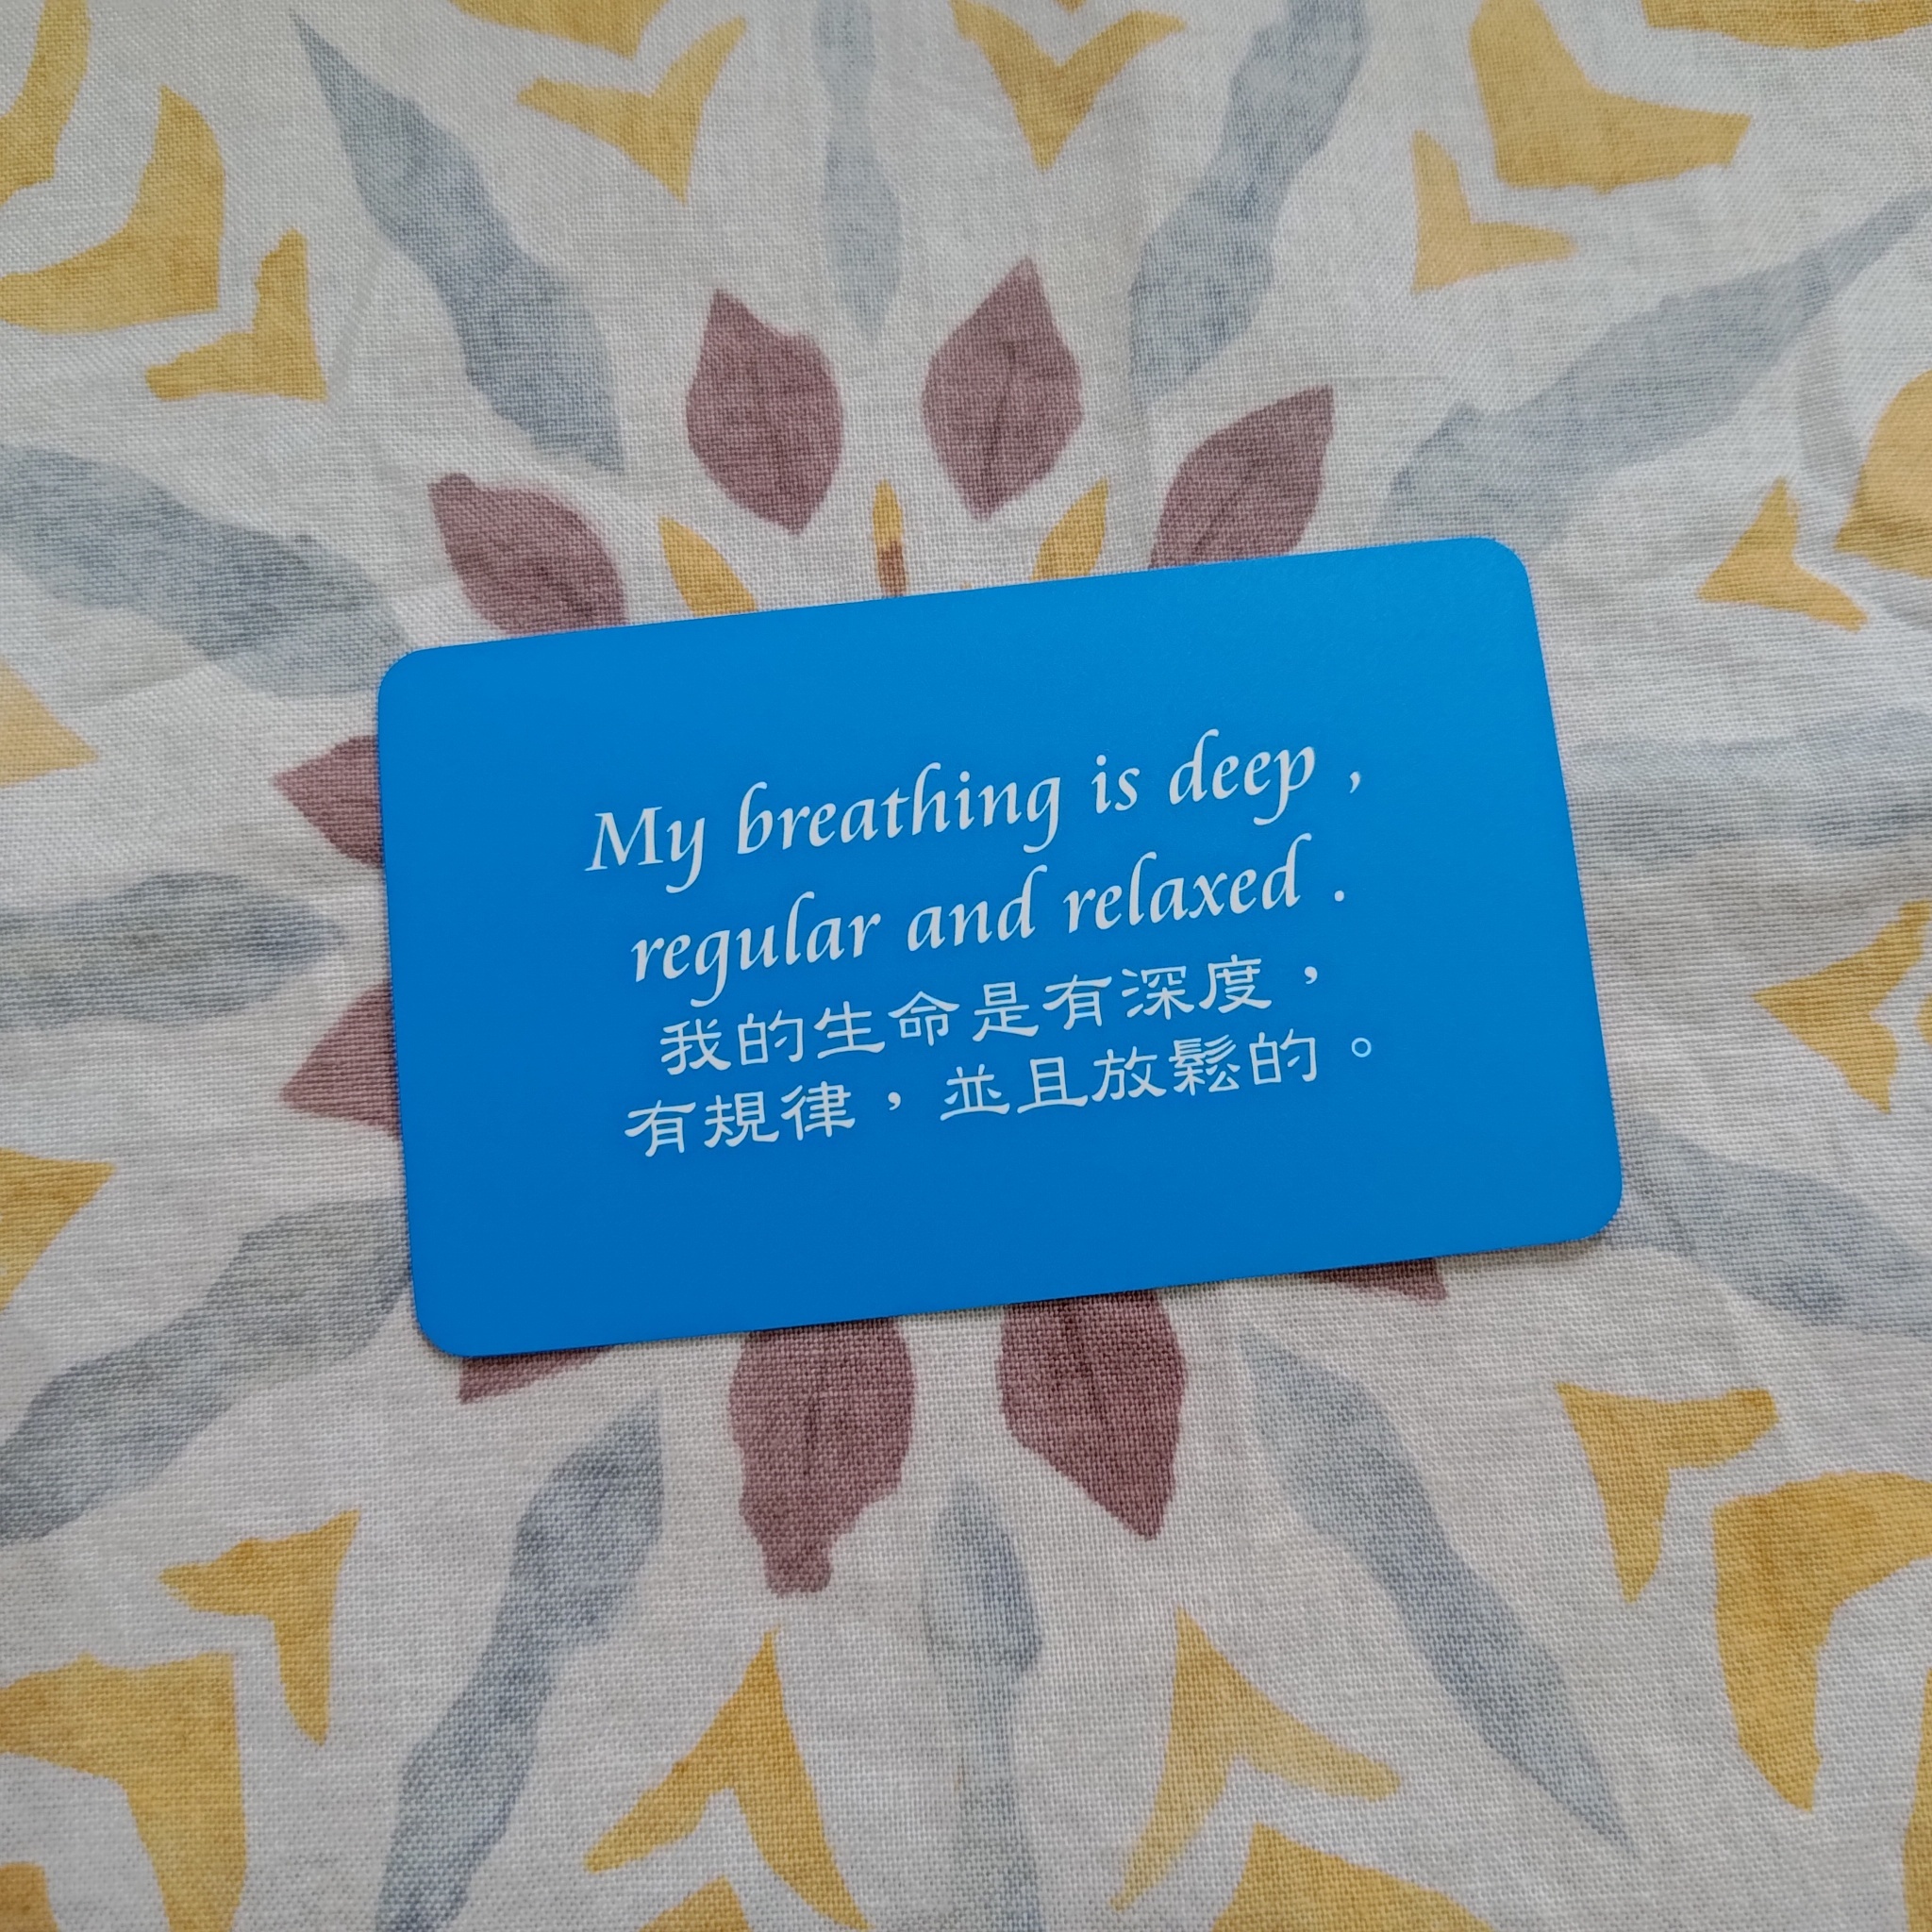 My breathing is deep ,
regular and relaxed .
我的生命是有深度，
有規律，並且放鬆的。